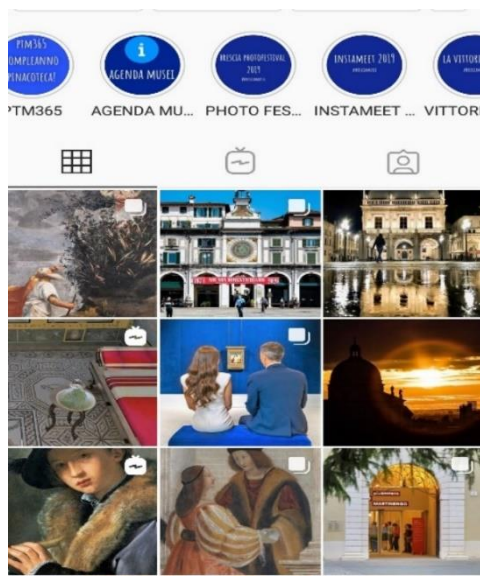 PTM365
COMPLEANNO
PINACOTECA!
i
AGENDA MUSEI
BRESCIA PHOTOFESTIVAL
2019
INSTAMEET 2019
LA VITTORI
PTM365
AGENDA MU...
PHOTO FES...
INSTAMEET ...
VITTORI